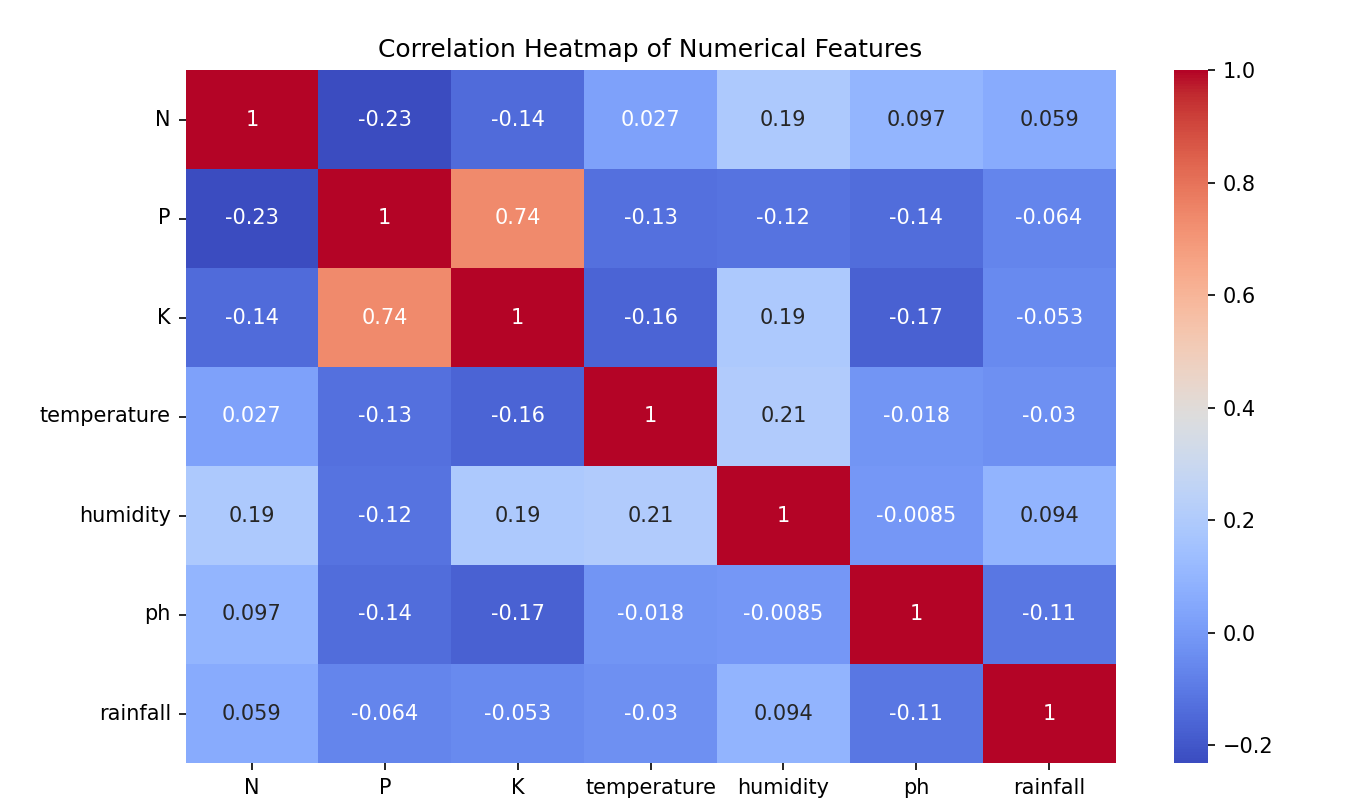 Correlation Heatmap of Numerical Features
N 1 -0.23 -0.14 0.027 0.19 0.097 0.059
P -0.23 1 0.74 -0.13 -0.12 -0.14 -0.064
K -0.14 0.74 1 -0.16 0.19 -0.17 -0.053
temperature 0.027 -0.13 -0.16 1 0.21 -0.018 -0.03
humidity 0.19 -0.12 0.19 0.21 1 -0.0085 0.094
ph 0.097 -0.14 -0.17 -0.018 -0.0085 1 -0.11
rainfall 0.059 -0.064 -0.053 -0.03 0.094 -0.11 1
N P K temperature humidity ph rainfall
1.0
0.8
0.6
0.4
0.2
0.0
−0.2